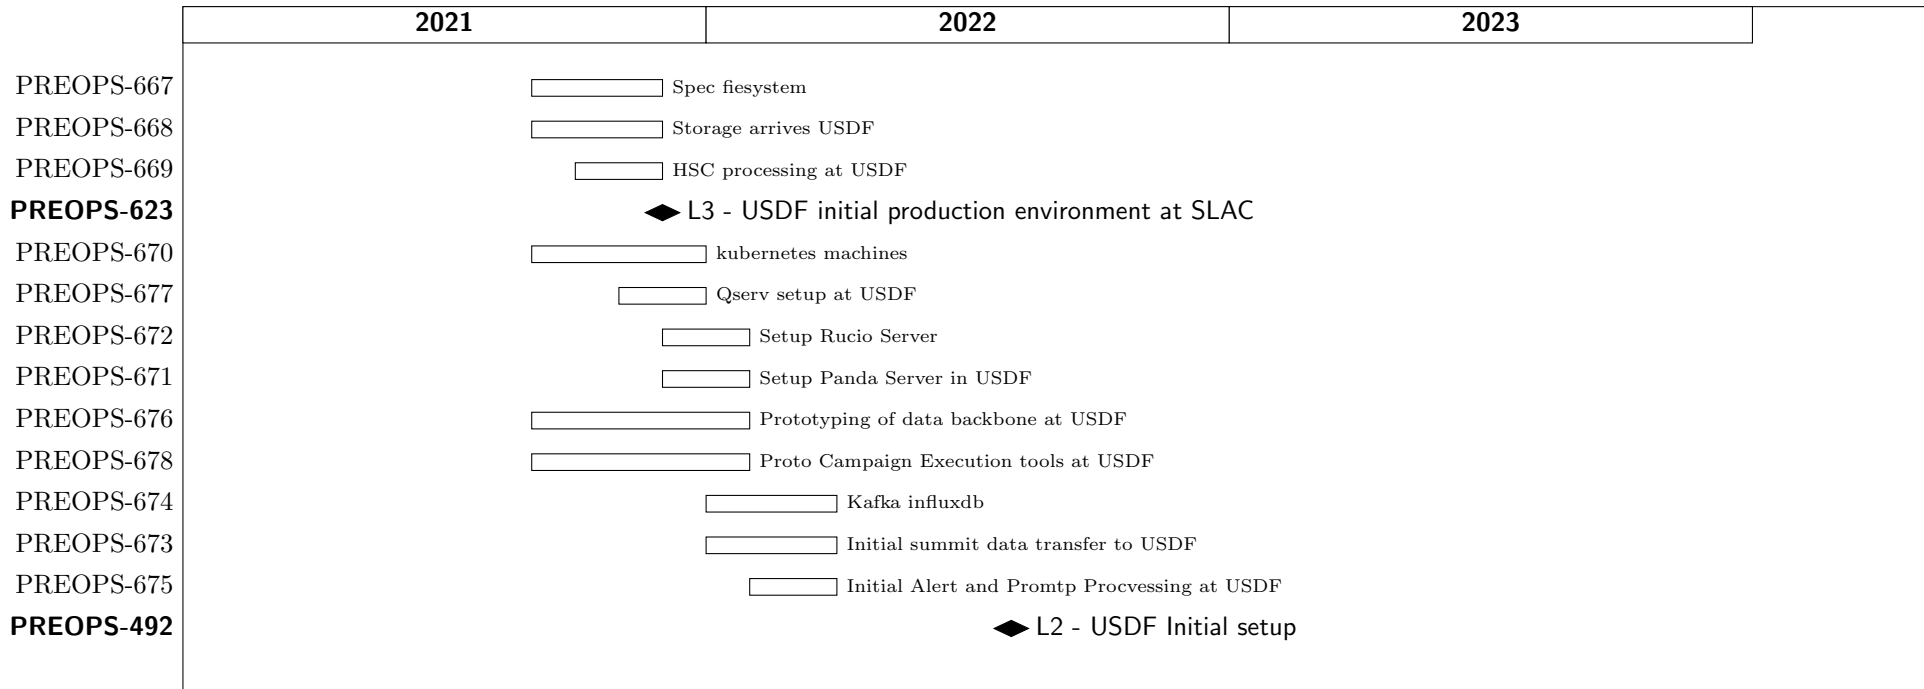 2021 2022 2023
PREOPS-667 Spec fiesystem
PREOPS-668 Storage arrives USDF
PREOPS-669 HSC processing at USDF
PREOPS-623 L3 - USDF initial production environment at SLAC
PREOPS-670 kubernetes machines
PREOPS-677 Qserv setup at USDF
PREOPS-672 Setup Rucio Server
PREOPS-671 Setup Panda Server in USDF
PREOPS-676 Prototyping of data backbone at USDF
PREOPS-678 Proto Campaign Execution tools at USDF
PREOPS-674 Kafka influxdb
PREOPS-673 Initial summit data transfer to USDF
PREOPS-675 Initial Alert and Promtp Procvessing at USDF
PREOPS-492 L2 - USDF Initial setup